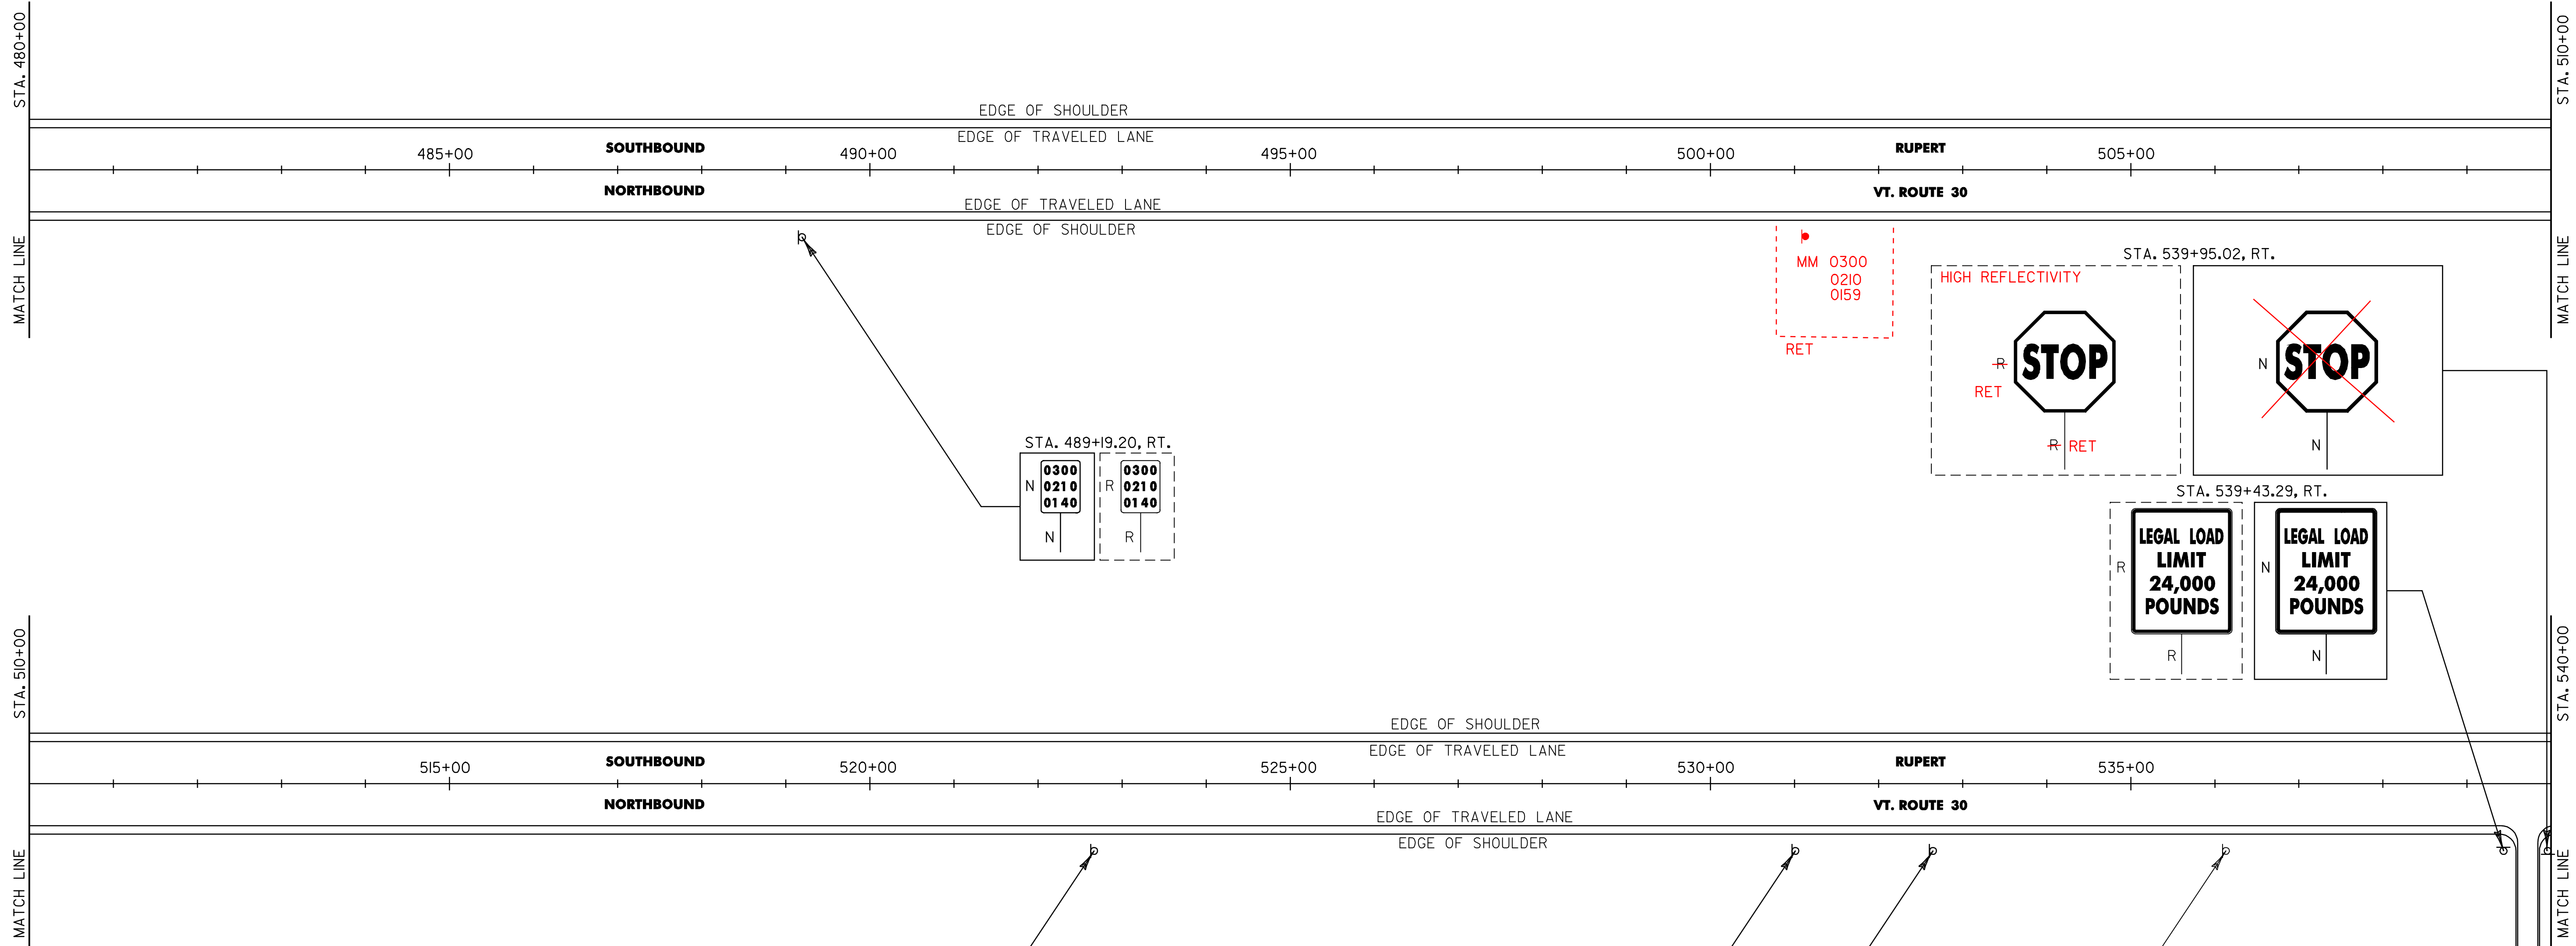 STA. 480+00
MATCH LINE
EDGE OF SHOULDER
EDGE OF TRAVELED LANE
SOUTHBOUND
RUPERT
485+00
490+00
495+00
500+00
505+00
NORTHBOUND
VT. ROUTE 30
EDGE OF TRAVELED LANE
EDGE OF SHOULDER
STA. 510+00
MATCH LINE
MM 0300
0210
0159
RET
STA. 539+95.02, RT.
HIGH REFLECTIVITY
R
STOP
RET
R RET
N
STOP
N
STA. 489+19.20, RT.
N
0300
0210
0140
N
R
0300
0210
0140
R
STA. 539+43.29, RT.
R
LEGAL LOAD
LIMIT
24,000
POUNDS
R
N
LEGAL LOAD
LIMIT
24,000
POUNDS
N
STA. 510+00
MATCH LINE
EDGE OF SHOULDER
EDGE OF TRAVELED LANE
SOUTHBOUND
RUPERT
515+00
520+00
525+00
530+00
535+00
NORTHBOUND
VT. ROUTE 30
EDGE OF TRAVELED LANE
EDGE OF SHOULDER
STA. 540+00
MATCH LINE